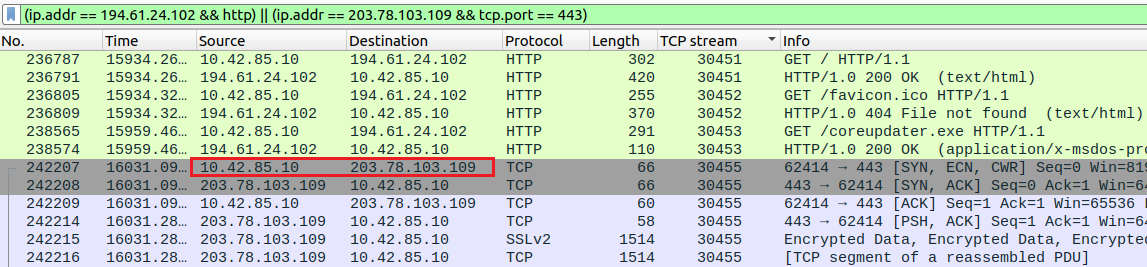 (ip.addr == 194.61.24.102 && http) || (ip.addr == 203.78.103.109 && tcp.port == 443)
No. Time Source Destination Protocol Length TCP stream Info
236787 15934.26… 10.42.85.10 194.61.24.102 HTTP 302 30451 GET / HTTP/1.1
236791 15934.26… 194.61.24.102 10.42.85.10 HTTP 420 30451 HTTP/1.0 200 OK (text/html)
236805 15934.32… 10.42.85.10 194.61.24.102 HTTP 255 30452 GET /favicon.ico HTTP/1.1
236809 15934.32… 194.61.24.102 10.42.85.10 HTTP 370 30452 HTTP/1.0 404 File not found (text/html)
238565 15959.46… 10.42.85.10 194.61.24.102 HTTP 291 30453 GET /coreupdater.exe HTTP/1.1
238574 15959.46… 194.61.24.102 10.42.85.10 HTTP 110 30453 HTTP/1.0 200 OK (application/x-msdos-pro
242207 16031.09… 10.42.85.10 203.78.103.109 TCP 66 30455 62414 → 443 [SYN, ECN, CWR] Seq=0 Win=819
242208 16031.09… 203.78.103.109 10.42.85.10 TCP 66 30455 443 → 62414 [SYN, ACK] Seq=0 Ack=1 Win=64
242209 16031.09… 10.42.85.10 203.78.103.109 TCP 60 30455 62414 → 443 [ACK] Seq=1 Ack=1 Win=65536 L
242214 16031.28… 203.78.103.109 10.42.85.10 TCP 58 30455 443 → 62414 [PSH, ACK] Seq=1 Ack=1 Win=64
242215 16031.28… 203.78.103.109 10.42.85.10 SSLv2 1514 30455 Encrypted Data, Encrypted Data, Encrypted
242216 16031.28… 203.78.103.109 10.42.85.10 TCP 1514 30455 [TCP segment of a reassembled PDU]